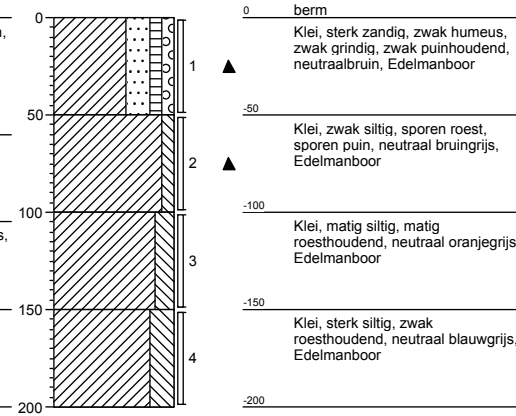 0
berm
0
Klei, sterk zandig, zwak humeus,
zwak grindig, zwak puinhoudend,
neutraalbruin, Edelmanboor
1
50
-50
Klei, zwak siltig, sporen roest,
sporen puin, neutraal bruingrijs,
Edelmanboor
2
100
-100
Klei, matig siltig, matig
roesthoudend, neutraal oranjegrijs
Edelmanboor
3
150
-150
Klei, sterk siltig, zwak
roesthoudend, neutraal blauwgrijs,
Edelmanboor
4
200
-200